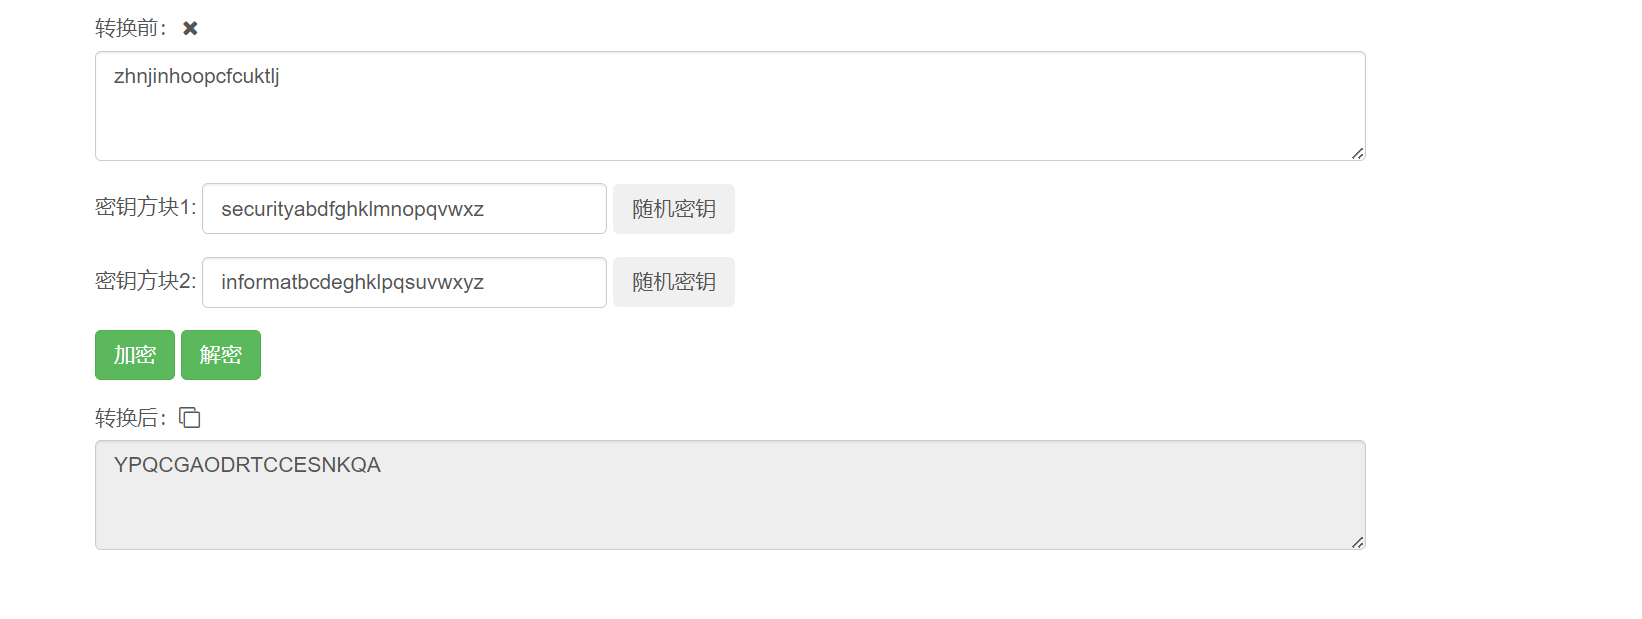 转换前：
zhnjinhoopcfcuktlj
密钥方块1: securityabdfghklmnopqvwxz 随机密钥
密钥方块2: informatbcdeghklpqsuvwxyz 随机密钥
加密 解密
转换后：
YPQCGAODRTCCESNKQA